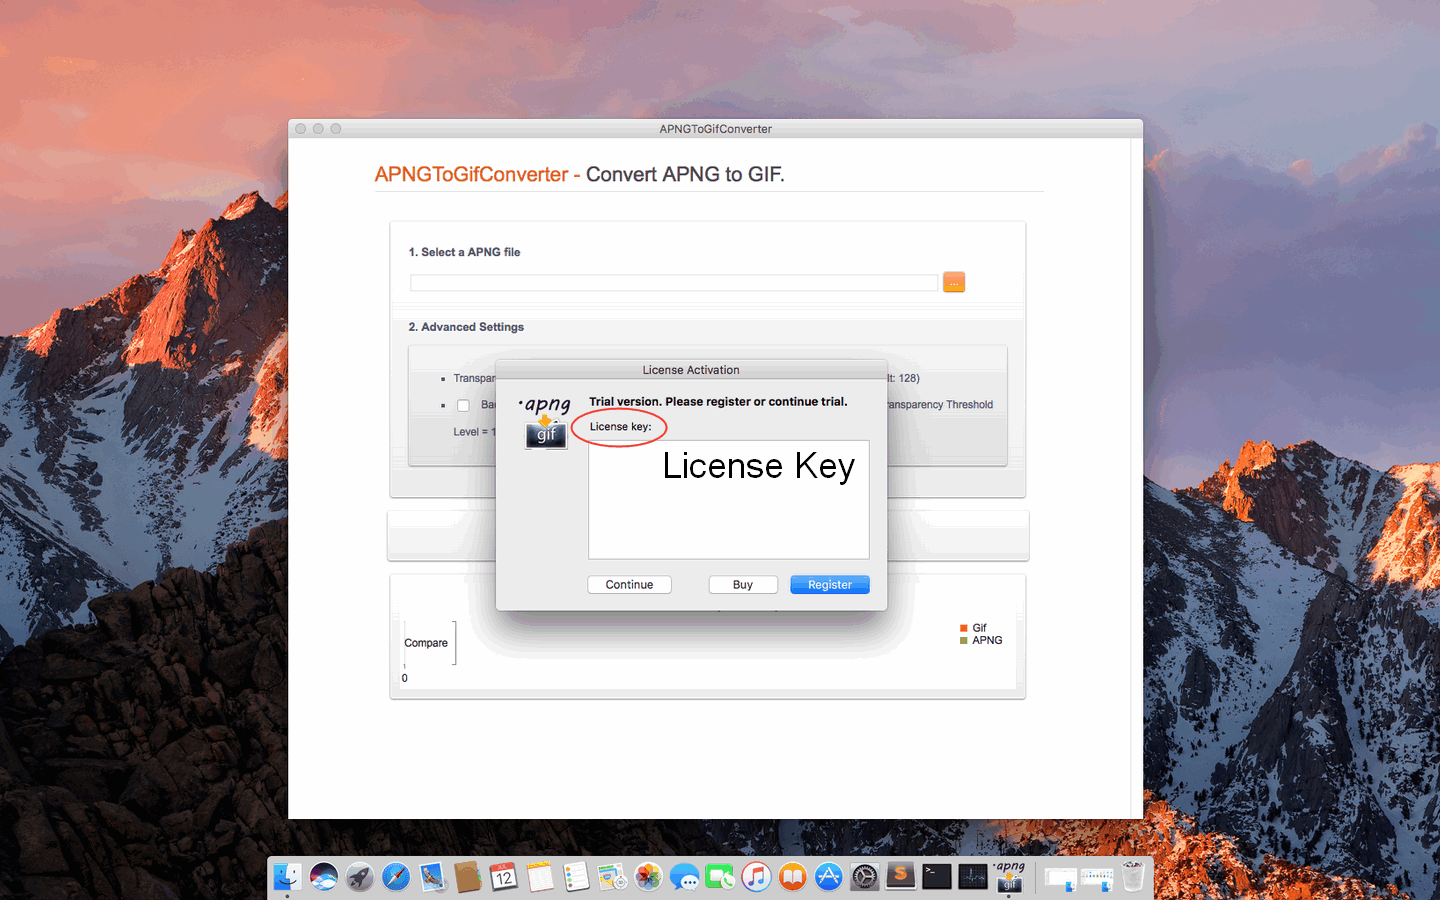 APNGToGifConverter
APNGToGifConverter - Convert APNG to GIF.
1. Select a APNG file
...
2. Advanced Settings
License Activation
Transpar
lt: 128)
.apng
gif
Trial version. Please register or continue trial.
Ba
ransparency Threshold
License key:
Level = 1
License Key
Continue
Buy
Register
Compare
Gif
APNG
1
0
12
apng
gif